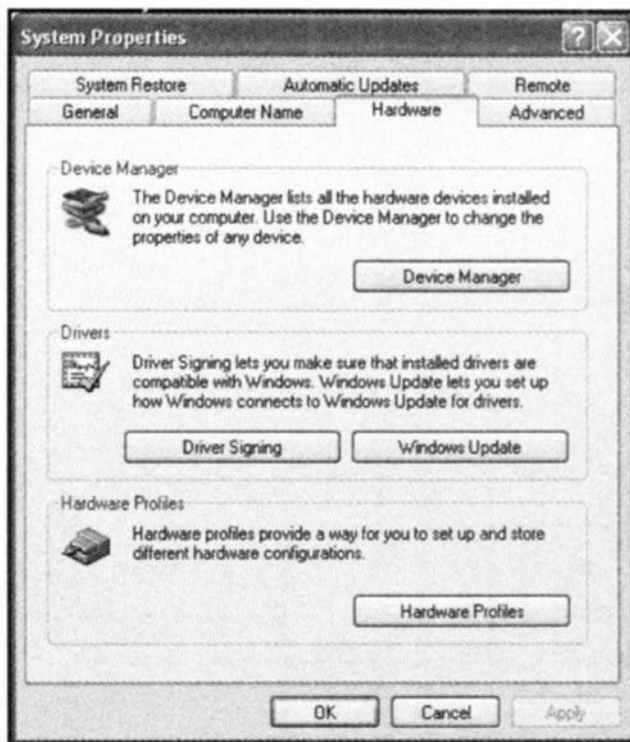 System Properties
System Restore
Automatic Updates
Remote
General
Computer Name
Hardware
Advanced
Device Manager
The Device Manager lists all the hardware devices installed
on your computer. Use the Device Manager to change the
properties of any device.
Device Manager
Drivers
Driver Signing lets you make sure that installed drivers are
compatible with Windows. Windows Update lets you set up
how Windows connects to Windows Update for drivers.
Driver Signing
Windows Update
Hardware Profiles
Hardware profiles provide a way for you to set up and store
different hardware configurations.
Hardware Profiles
OK
Cancel
Apply